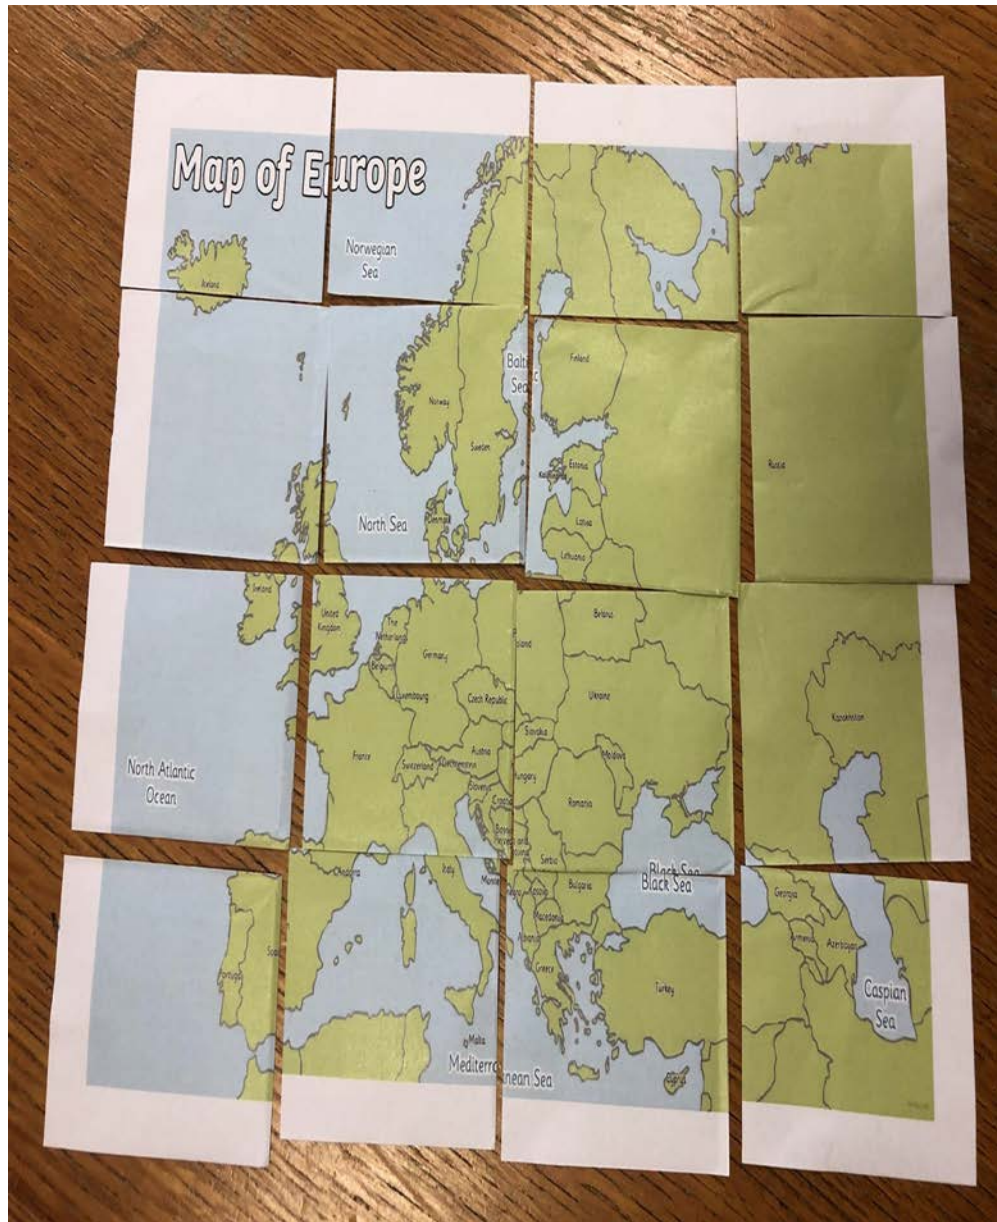 Map of Europe
Norwegian
Sea
Iceland
Baltic
Sea
Finland
Norway
Sweden
Estonia
Russia
North Sea
Denmark
Latvia
Lithuania
Ireland
United
Kingdom
The
Netherlands
Belarus
Germany
Poland
Belgium
Luxembourg
Czech Republic
Ukraine
Kazakhstan
Slovakia
France
Austria
Switzerland
Liechtenstein
Moldova
Hungary
North Atlantic
Ocean
Slovenia
Croatia
Romania
Serbia
Black Sea
Black Sea
Andorra
Italy
Kosovo
Bulgaria
Georgia
Macedonia
Albania
Armenia
Azerbaijan
Portugal
Greece
Turkey
Caspian
Sea
Malta
Mediterranean Sea
Cyprus